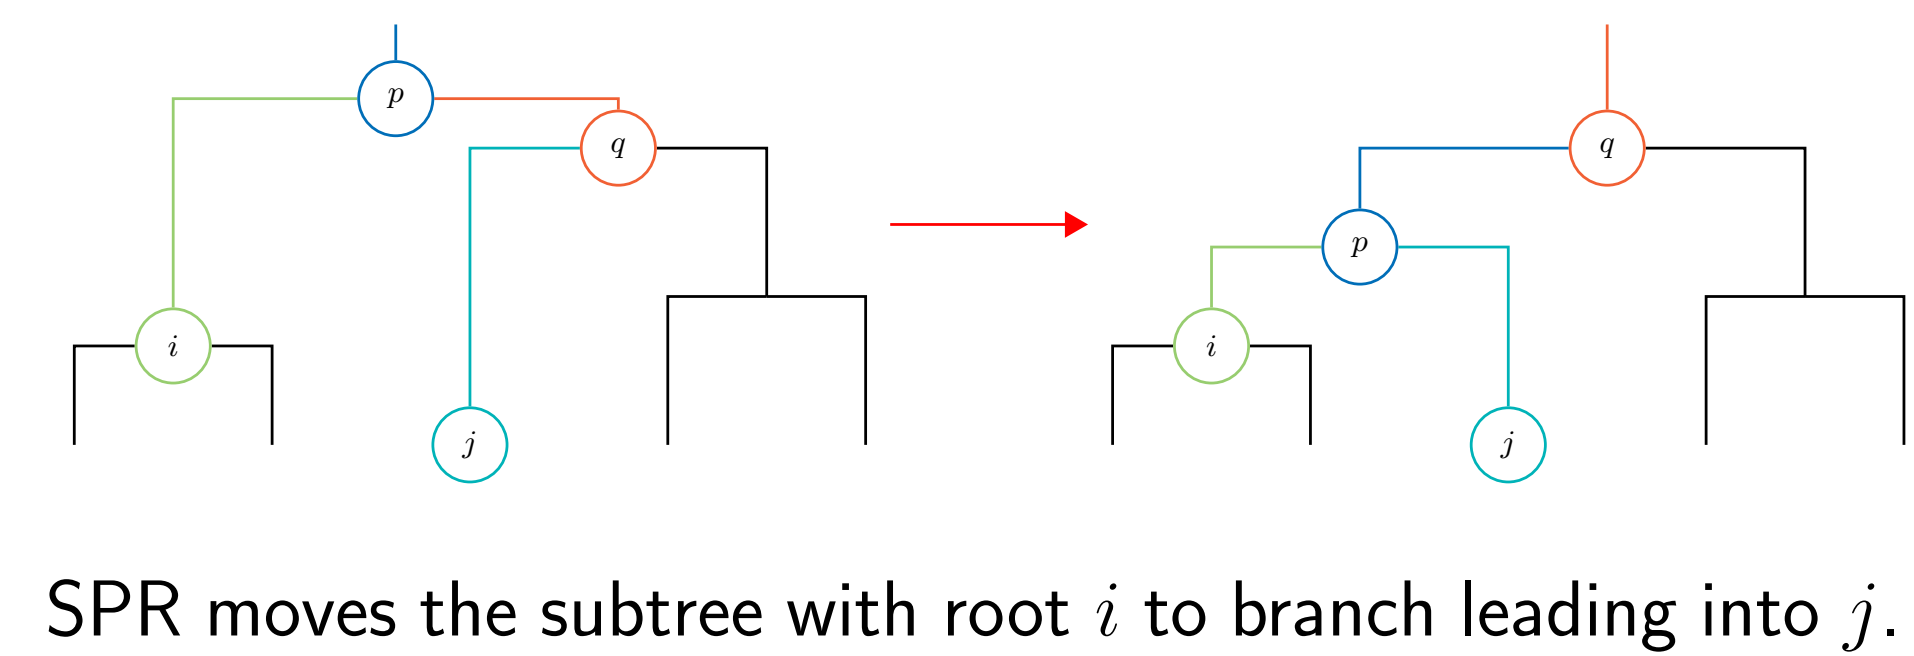 p
q
i
j
q
p
i
j
SPR moves the subtree with root i to branch leading into j.